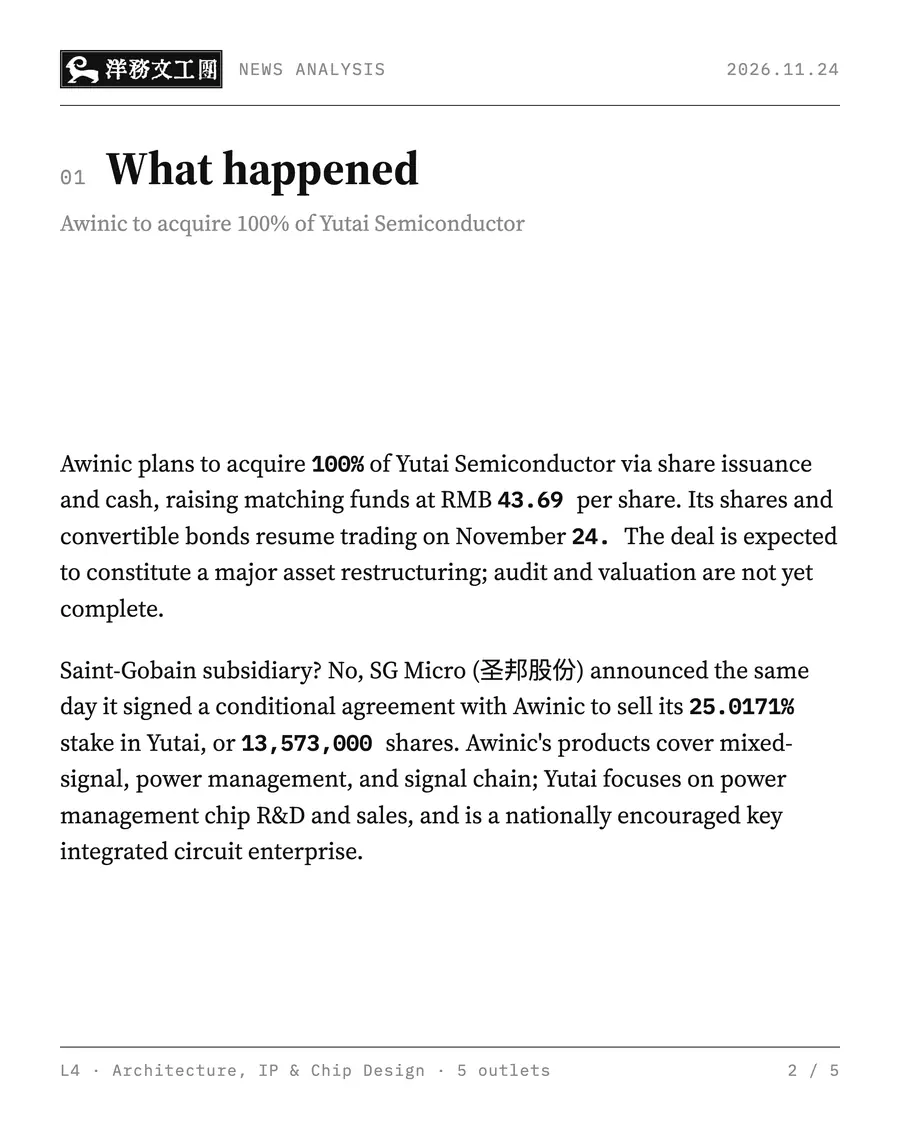 洋務文工團 NEWS ANALYSIS 2026.11.24
01 What happened
Awinic to acquire 100% of Yutai Semiconductor
Awinic plans to acquire 100% of Yutai Semiconductor via share issuance
and cash, raising matching funds at RMB 43.69 per share. Its shares and
convertible bonds resume trading on November 24. The deal is expected
to constitute a major asset restructuring; audit and valuation are not yet
complete.
Saint-Gobain subsidiary? No, SG Micro (圣邦股份) announced the same
day it signed a conditional agreement with Awinic to sell its 25.0171%
stake in Yutai, or 13,573,000 shares. Awinic's products cover mixed-
signal, power management, and signal chain; Yutai focuses on power
management chip R&D and sales, and is a nationally encouraged key
integrated circuit enterprise.
L4 · Architecture, IP & Chip Design · 5 outlets 2 / 5